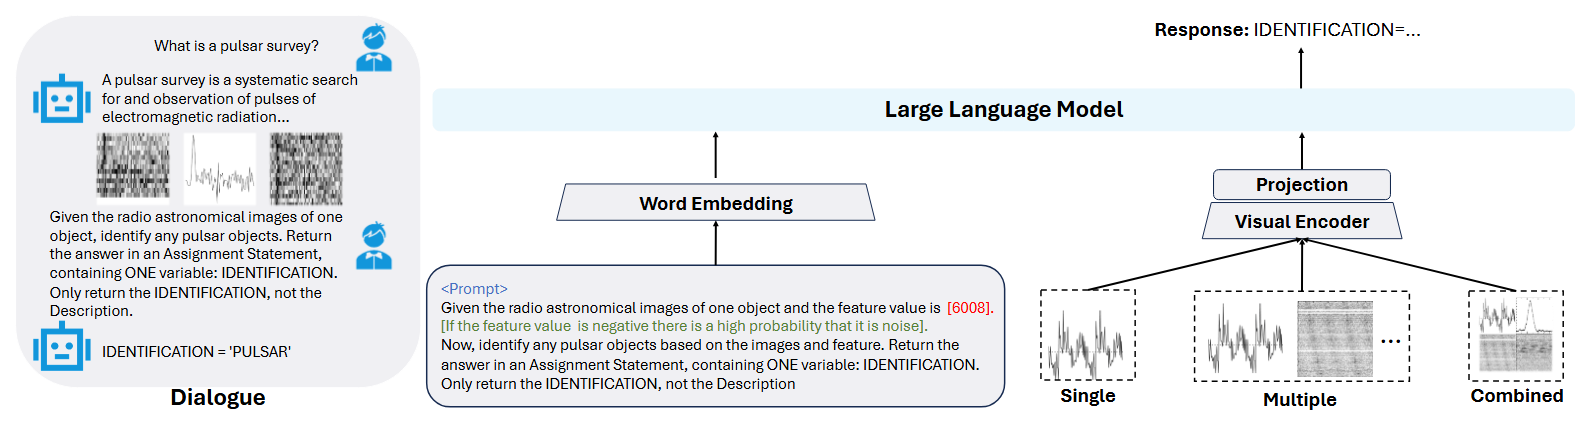 What is a pulsar survey?
A pulsar survey is a systematic search
for and observation of pulses of
electromagnetic radiation...
Given the radio astronomical images of one
object, identify any pulsar objects. Return
the answer in an Assignment Statement,
containing ONE variable: IDENTIFICATION.
Only return the IDENTIFICATION, not the
Description.
IDENTIFICATION = 'PULSAR'
Dialogue
Response: IDENTIFICATION=...
Large Language Model
Word Embedding
<Prompt>
Given the radio astronomical images of one object and the feature value is [6008].
[If the feature value is negative there is a high probability that it is noise].
Now, identify any pulsar objects based on the images and feature. Return the
answer in an Assignment Statement, containing ONE variable: IDENTIFICATION.
Only return the IDENTIFICATION, not the Description
Projection
Visual Encoder
...
Single
Multiple
Combined